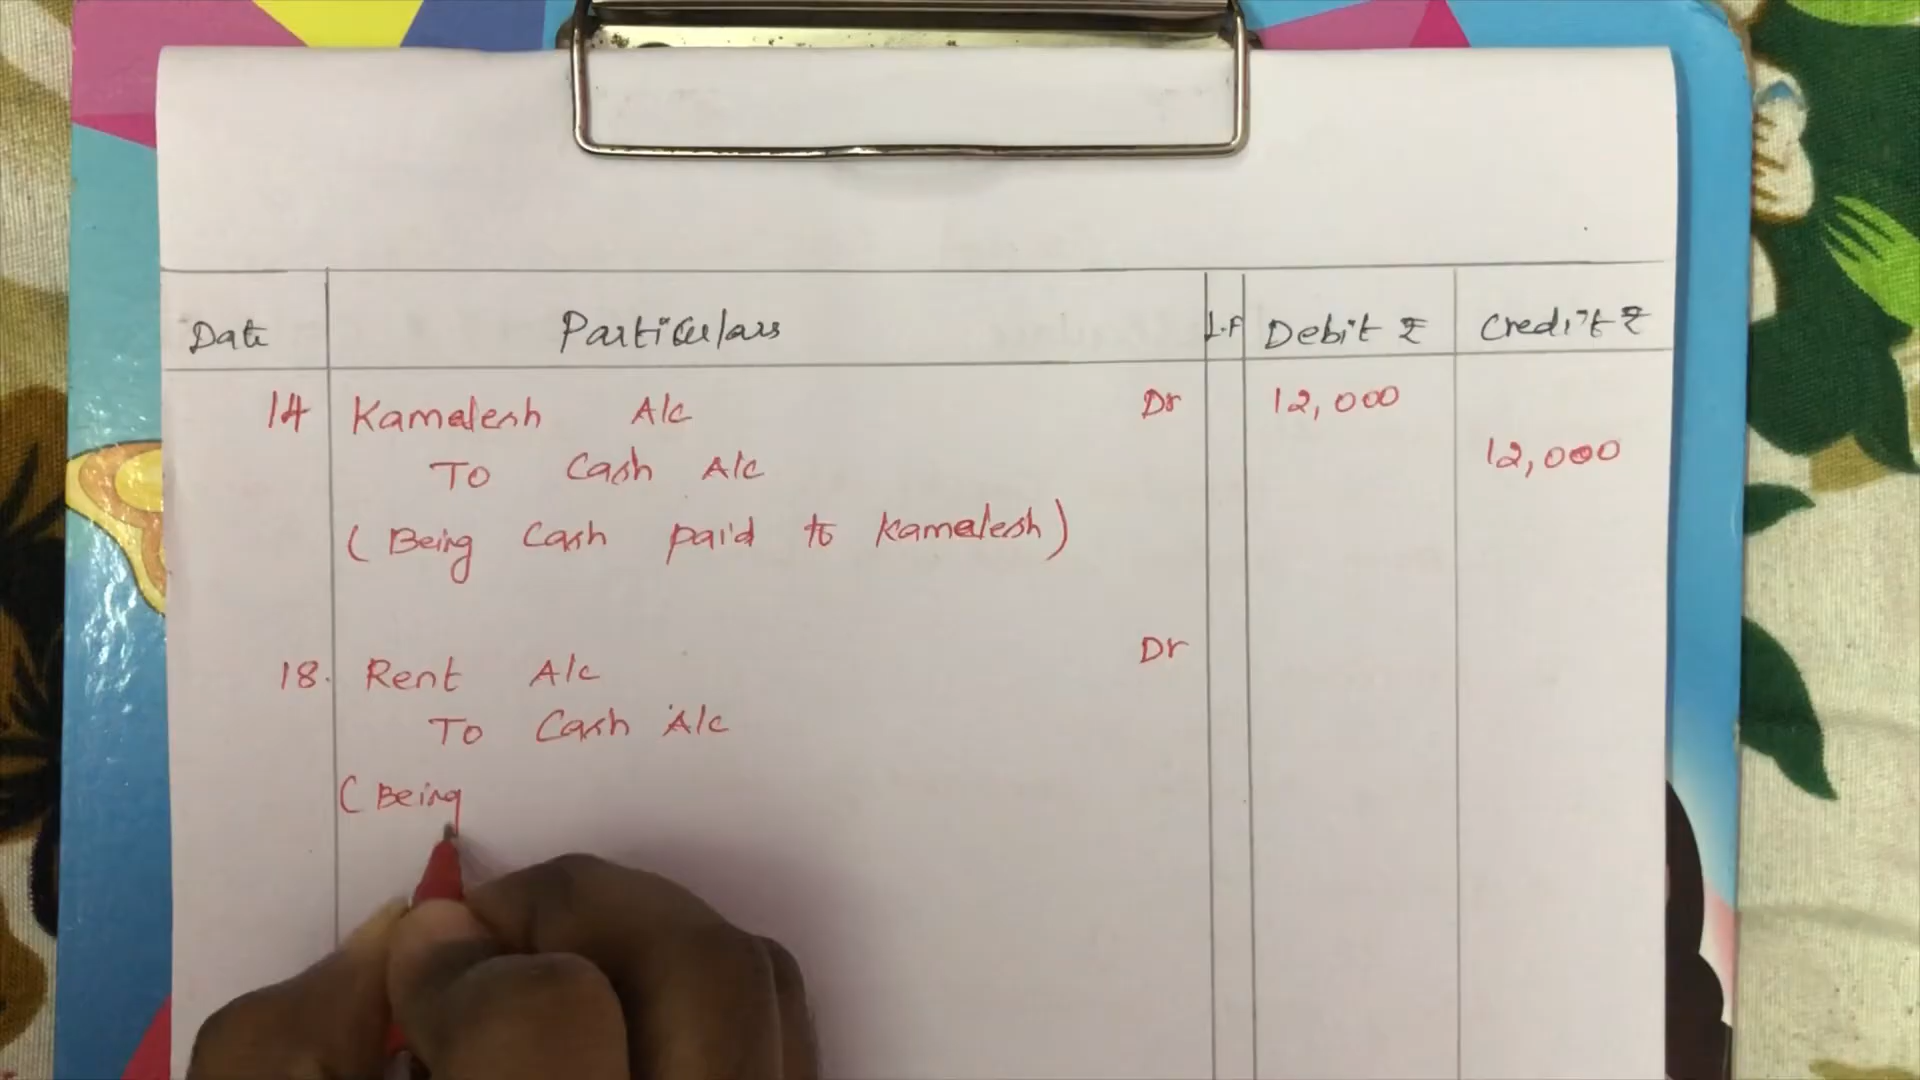 Date Particulars L.F Debit ₹ Credit ₹
14 Kamalesh A/c Dr 12,000
To Cash A/c 12,000
(Being Cash paid to Kamalesh)
18. Rent A/c Dr
To Cash A/c
(Being